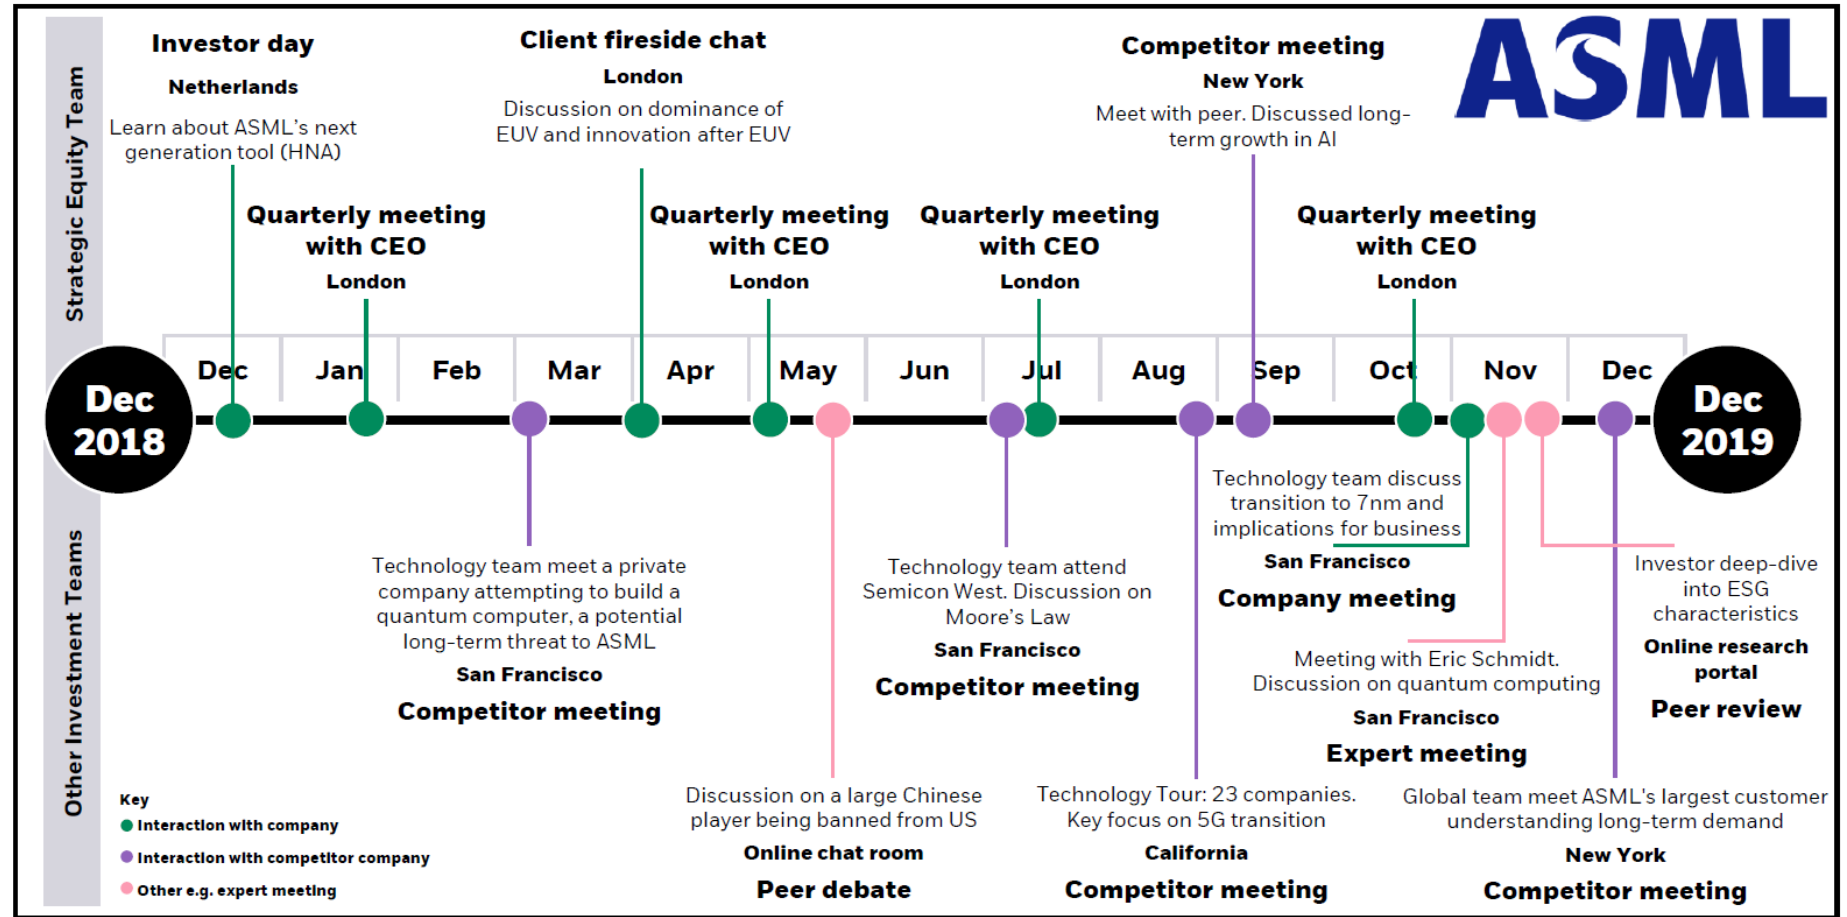 ASML
Strategic Equity Team
Investor day
Netherlands
Learn about ASML's next
generation tool (HNA)
Client fireside chat
London
Discussion on dominance of
EUV and innovation after EUV
Competitor meeting
New York
Meet with peer. Discussed long-
term growth in AI
Quarterly meeting
with CEO
London
Quarterly meeting
with CEO
London
Quarterly meeting
with CEO
London
Quarterly meeting
with CEO
London
Dec
2018
Dec
Jan
Feb
Mar
Apr
May
Jun
Jul
Aug
Sep
Oct
Nov
Dec
Dec
2019
Other Investment Teams
Technology team meet a private
company attempting to build a
quantum computer, a potential
long-term threat to ASML
San Francisco
Competitor meeting
Discussion on a large Chinese
player being banned from US
Online chat room
Peer debate
Technology team attend
Semicon West. Discussion on
Moore's Law
San Francisco
Competitor meeting
Technology Tour: 23 companies.
Key focus on 5G transition
California
Competitor meeting
Technology team discuss
transition to 7nm and
implications for business
San Francisco
Company meeting
Meeting with Eric Schmidt.
Discussion on quantum computing
San Francisco
Expert meeting
Investor deep-dive
into ESG
characteristics
Online research
portal
Peer review
Global team meet ASML's largest customer
understanding long-term demand
New York
Competitor meeting
Key
Interaction with company
Interaction with competitor company
Other e.g. expert meeting